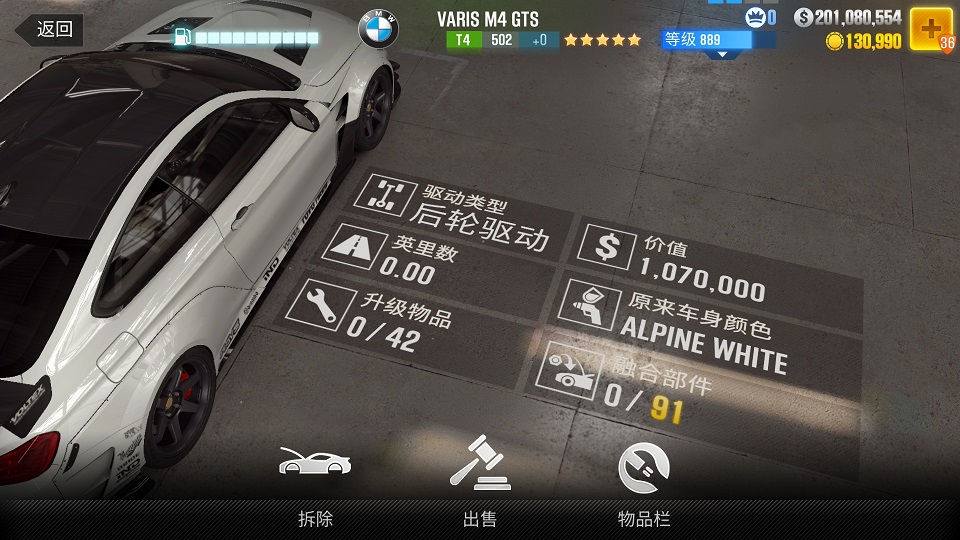 返回
BMW
VARIS M4 GTS
T4 502 +0
0
201,080,554
等级 889
130,990
36
驱动类型
后轮驱动
英里数
0.00
升级物品
0/42
价值
1,070,000
原来车身颜色
ALPINE WHITE
融合部件
0/91
VOLTEX
IND
拆除
出售
物品栏